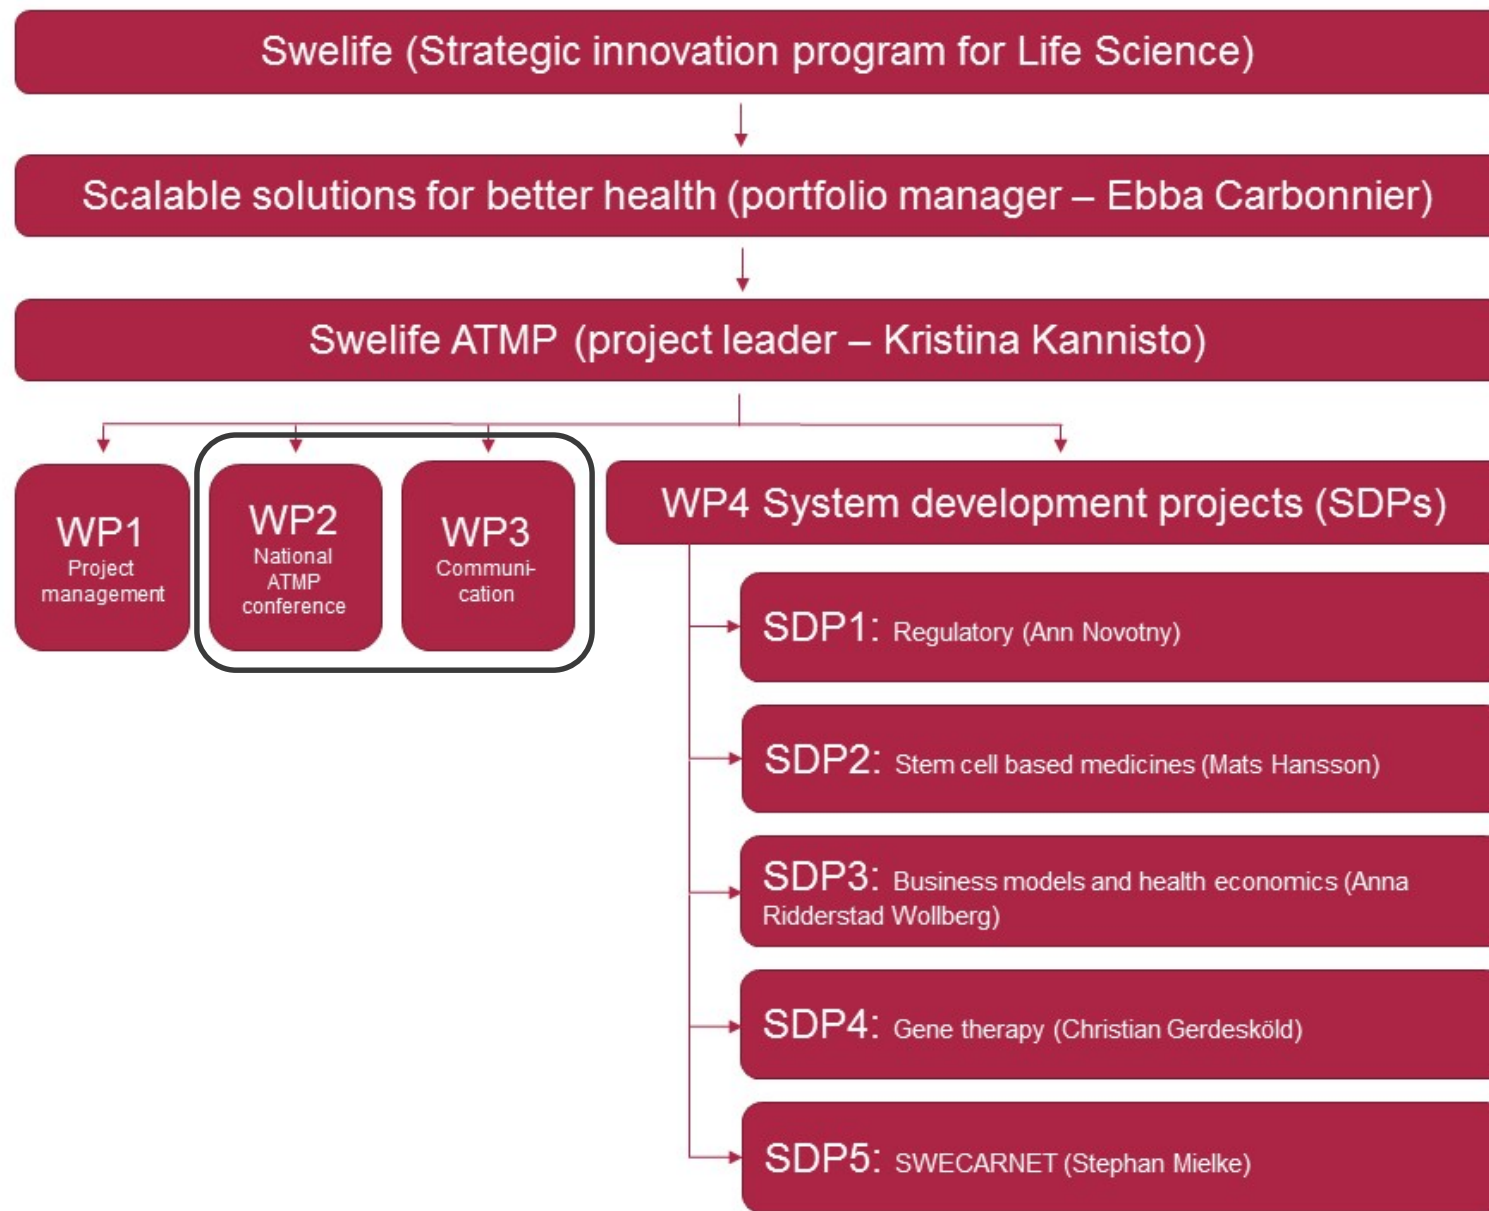 Swelife (Strategic innovation program for Life Science)
Scalable solutions for better health (portfolio manager – Ebba Carbonnier)
Swelife ATMP (project leader – Kristina Kannisto)
WP1
Project
management
WP2
National
ATMP
conference
WP3
Communi-
cation
WP4 System development projects (SDPs)
SDP1: Regulatory (Ann Novotny)
SDP2: Stem cell based medicines (Mats Hansson)
SDP3: Business models and health economics (Anna
Ridderstad Wollberg)
SDP4: Gene therapy (Christian Gerdesköld)
SDP5: SWECARNET (Stephan Mielke)